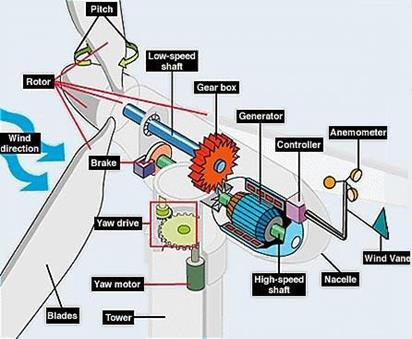 Pitch
Low-speed
shaft
Rotor
Gear box
Generator
Anemometer
Controller
Wind
direction
Brake
Yaw drive
Wind Vane
High-speed
shaft
Nacelle
Yaw motor
Blades
Tower